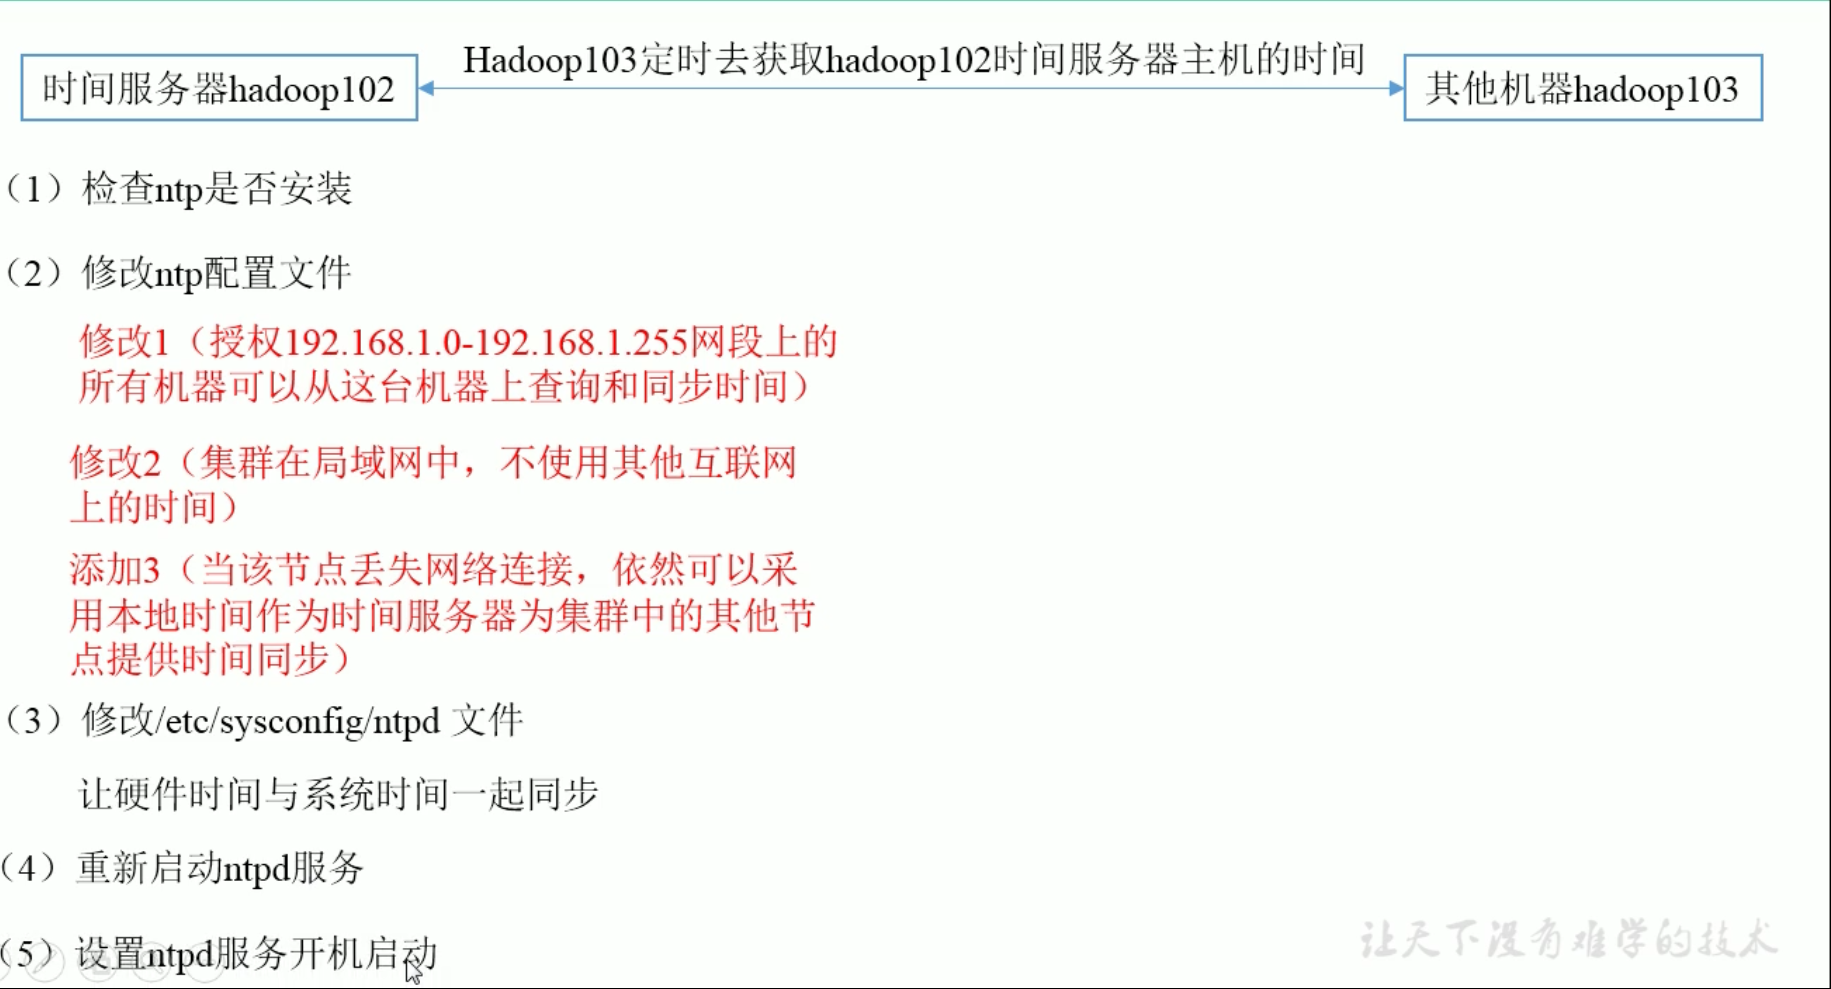 时间服务器hadoop102
Hadoop103定时去获取hadoop102时间服务器主机的时间
其他机器hadoop103
（1）检查ntp是否安装
（2）修改ntp配置文件
修改1（授权192.168.1.0-192.168.1.255网段上的
所有机器可以从这台机器上查询和同步时间）
修改2（集群在局域网中，不使用其他互联网
上的时间）
添加3（当该节点丢失网络连接，依然可以采
用本地时间作为时间服务器为集群中的其他节
点提供时间同步）
（3）修改/etc/sysconfig/ntpd 文件
让硬件时间与系统时间一起同步
（4）重新启动ntpd服务
（5）设置ntpd服务开机启动
让天下没有难学的技术